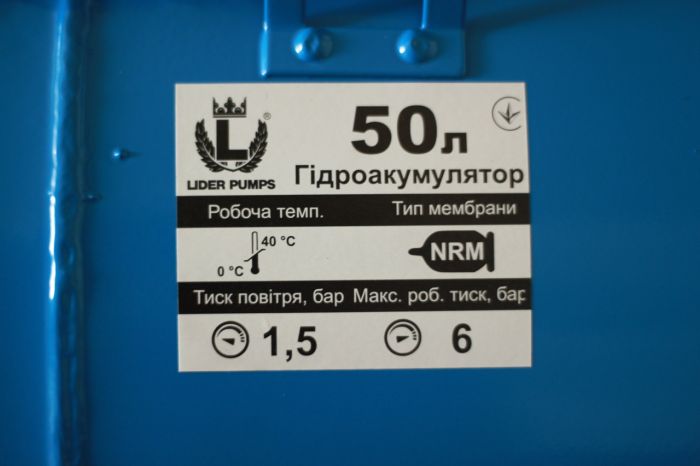 50л
L
®
LIDER PUMPS
Гідроакумулятор
Робоча темп. Тип мембрани
40 °C
0 °C
NRM
Тиск повітря, бар Макс. роб. тиск, бар
1,5 6